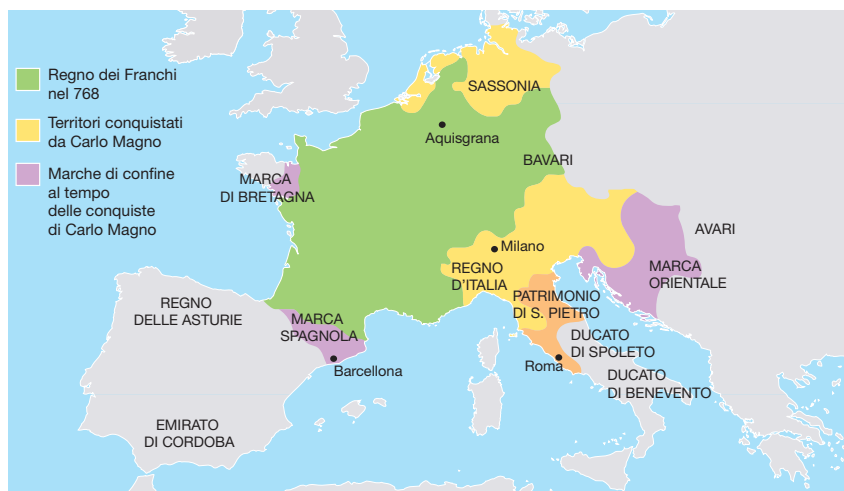 Regno dei Franchi
nel 768
Territori conquistati
da Carlo Magno
Marche di confine
al tempo
delle conquiste
di Carlo Magno
SASSONIA
Aquisgrana
BAVARI
MARCA
DI BRETAGNA
AVARI
Milano
REGNO
D'ITALIA
MARCA
ORIENTALE
REGNO
DELLE ASTURIE
PATRIMONIO
DI S. PIETRO
MARCA
SPAGNOLA
DUCATO
DI SPOLETO
Roma
Barcellona
DUCATO
DI BENEVENTO
EMIRATO
DI CORDOBA